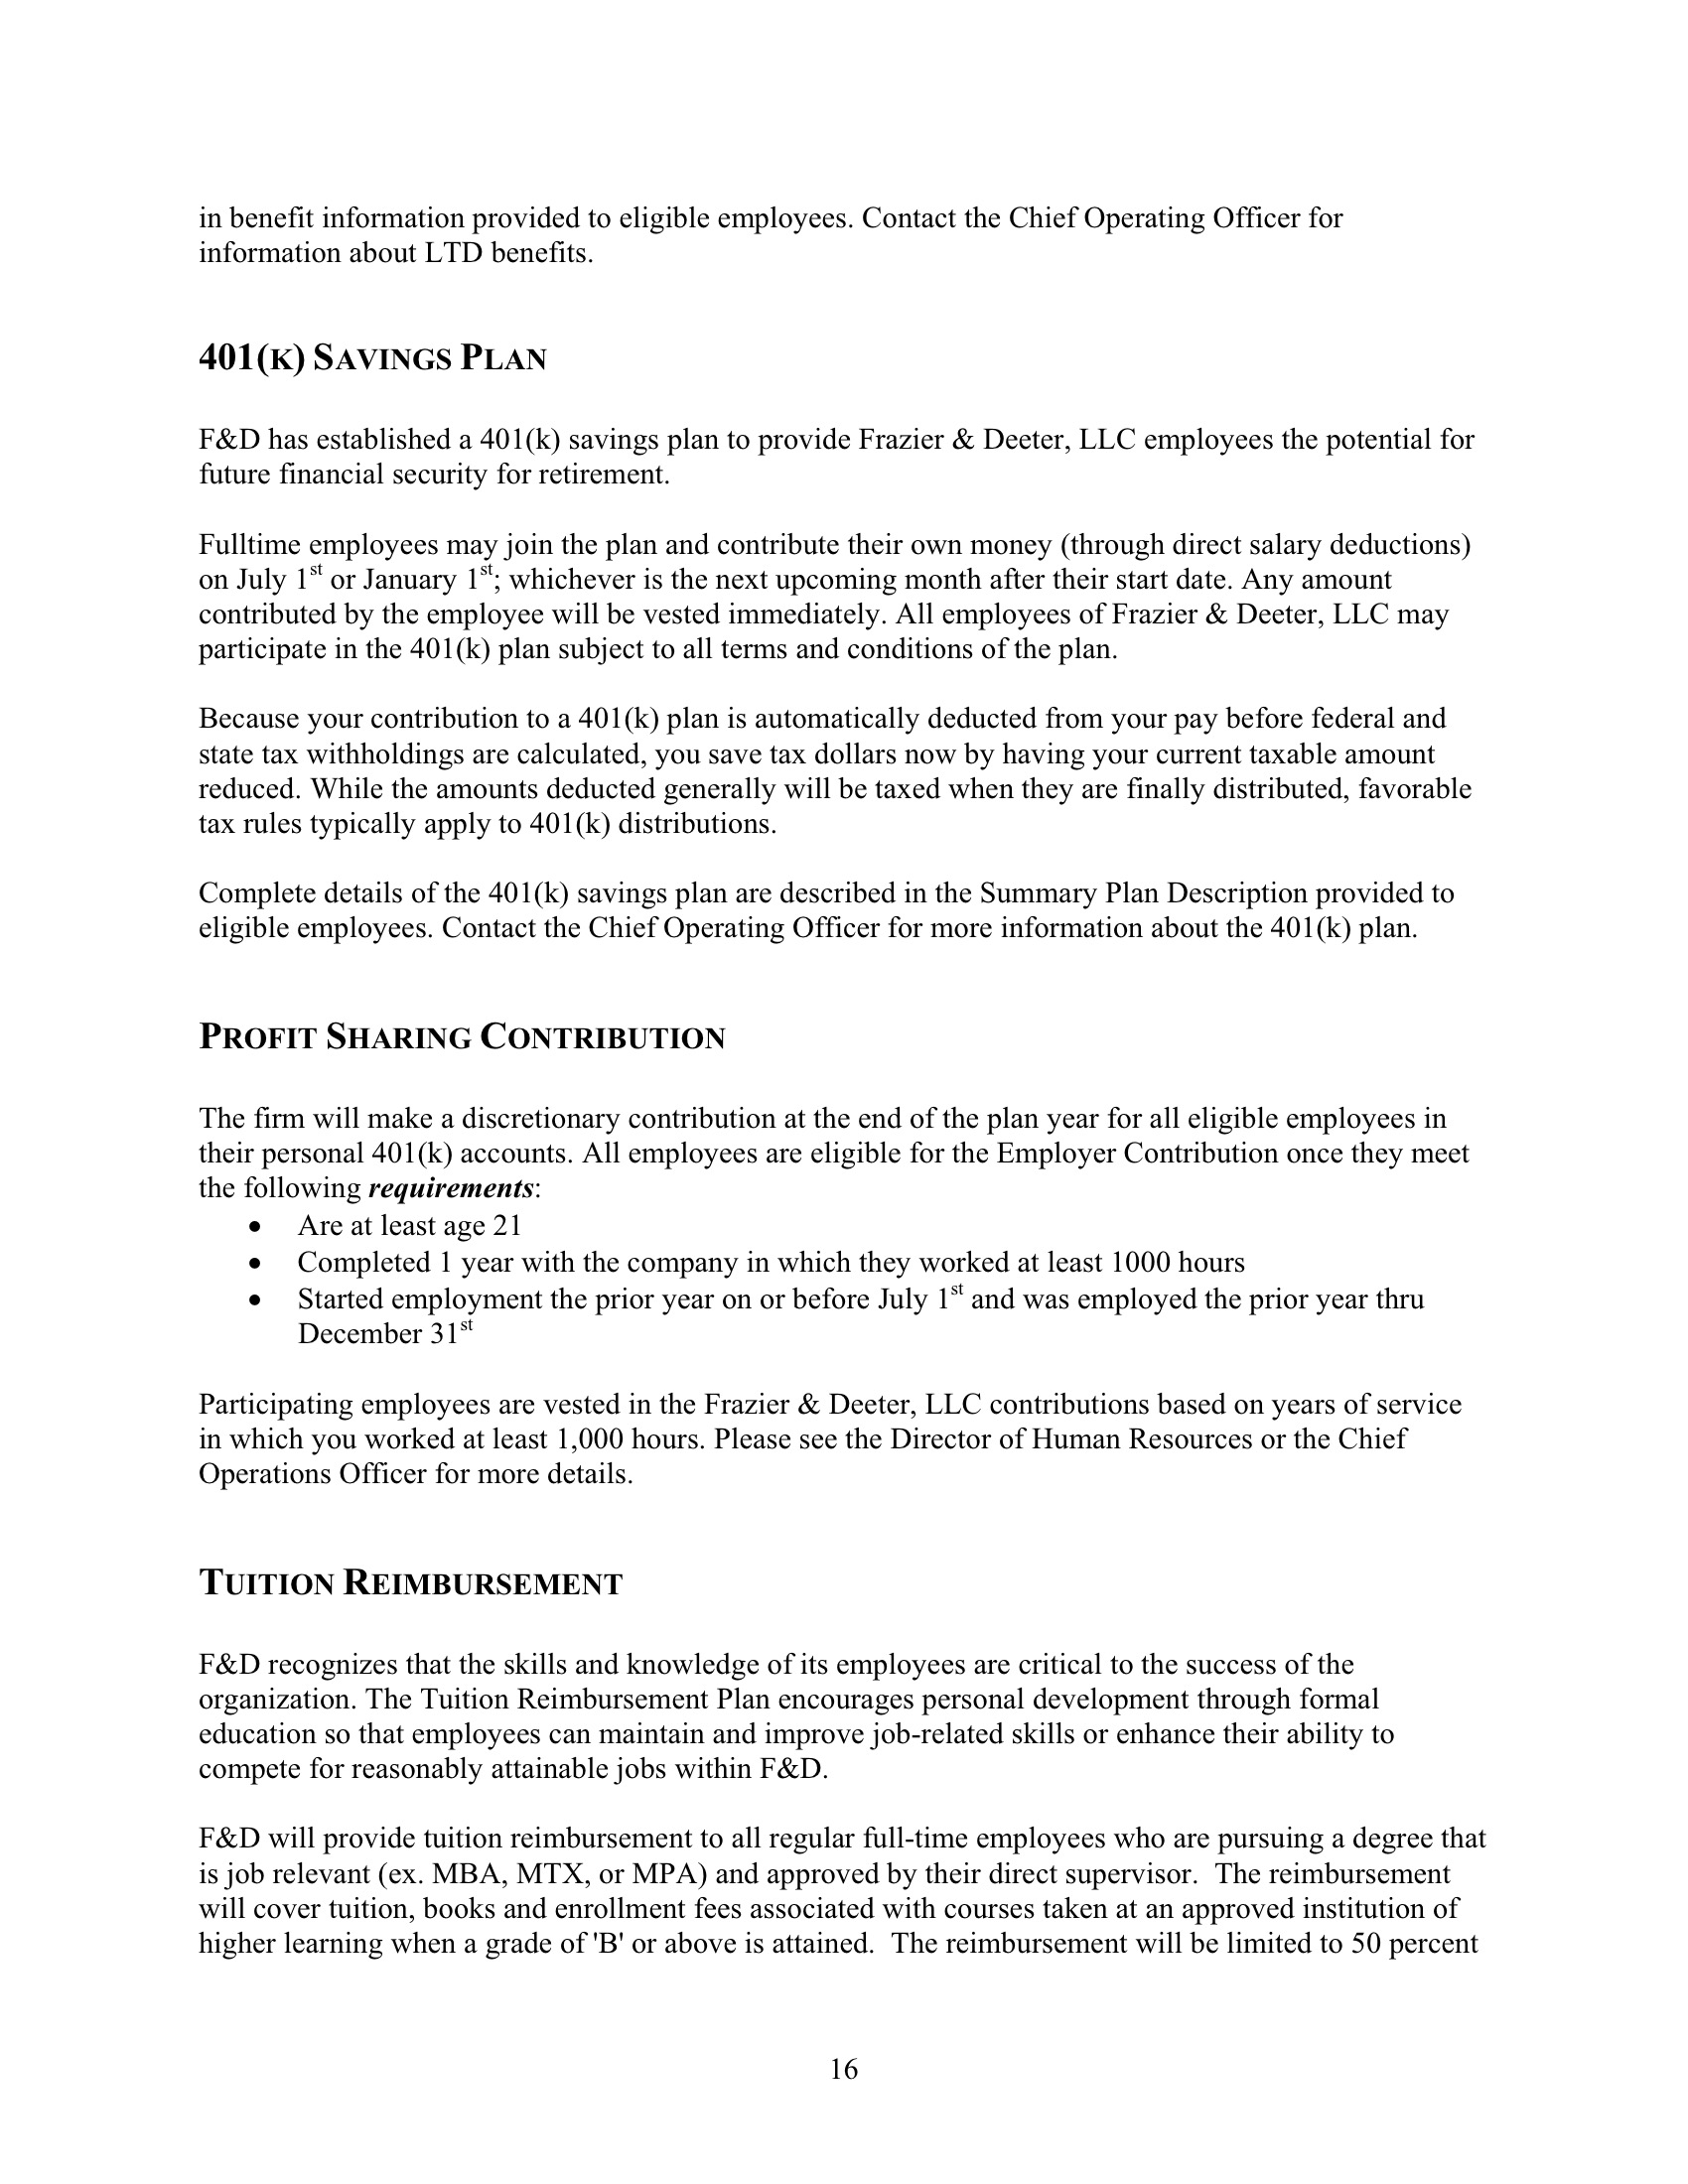 in benefit information provided to eligible employees. Contact the Chief Operating Officer for
information about LTD benefits.
401(K) SAVINGS PLAN
F&D has established a 401(k) savings plan to provide Frazier & Deeter, LLC employees the potential for
future financial security for retirement.
Fulltime employees may join the plan and contribute their own money (through direct salary deductions)
on July 1st or January 1st; whichever is the next upcoming month after their start date. Any amount
contributed by the employee will be vested immediately. All employees of Frazier & Deeter, LLC may
participate in the 401(k) plan subject to all terms and conditions of the plan.
Because your contribution to a 401(k) plan is automatically deducted from your pay before federal and
state tax withholdings are calculated, you save tax dollars now by having your current taxable amount
reduced. While the amounts deducted generally will be taxed when they are finally distributed, favorable
tax rules typically apply to 401(k) distributions.
Complete details of the 401(k) savings plan are described in the Summary Plan Description provided to
eligible employees. Contact the Chief Operating Officer for more information about the 401(k) plan.
PROFIT SHARING CONTRIBUTION
The firm will make a discretionary contribution at the end of the plan year for all eligible employees in
their personal 401(k) accounts. All employees are eligible for the Employer Contribution once they meet
the following requirements:
• Are at least age 21
• Completed 1 year with the company in which they worked at least 1000 hours
• Started employment the prior year on or before July 1st and was employed the prior year thru
December 31st
Participating employees are vested in the Frazier & Deeter, LLC contributions based on years of service
in which you worked at least 1,000 hours. Please see the Director of Human Resources or the Chief
Operations Officer for more details.
TUITION REIMBURSEMENT
F&D recognizes that the skills and knowledge of its employees are critical to the success of the
organization. The Tuition Reimbursement Plan encourages personal development through formal
education so that employees can maintain and improve job-related skills or enhance their ability to
compete for reasonably attainable jobs within F&D.
F&D will provide tuition reimbursement to all regular full-time employees who are pursuing a degree that
is job relevant (ex. MBA, MTX, or MPA) and approved by their direct supervisor.  The reimbursement
will cover tuition, books and enrollment fees associated with courses taken at an approved institution of
higher learning when a grade of 'B' or above is attained.  The reimbursement will be limited to 50 percent
16